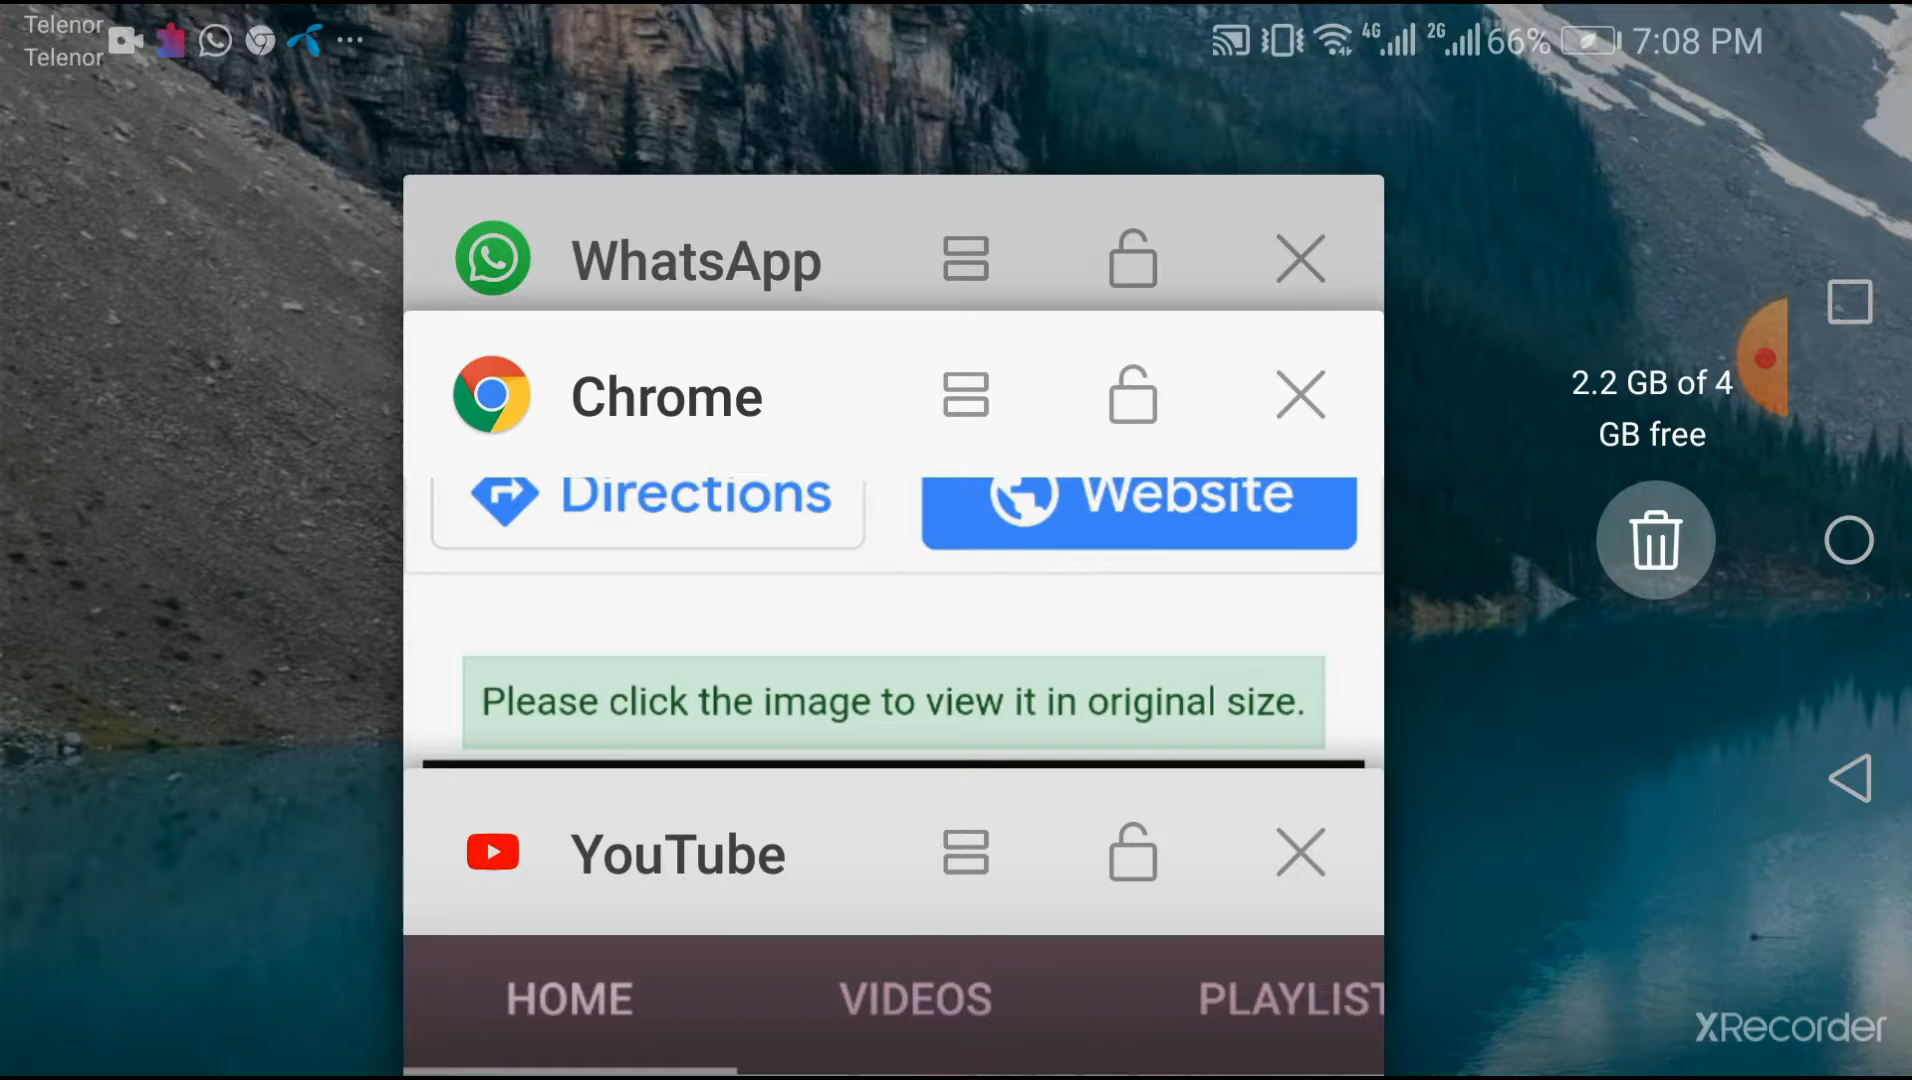 Telenor
Telenor
4G
2G
66%
7:08 PM
WhatsApp
Chrome
Directions
Website
Please click the image to view it in original size.
YouTube
HOME
VIDEOS
PLAYLIST
2.2 GB of 4
GB free
XRecorder